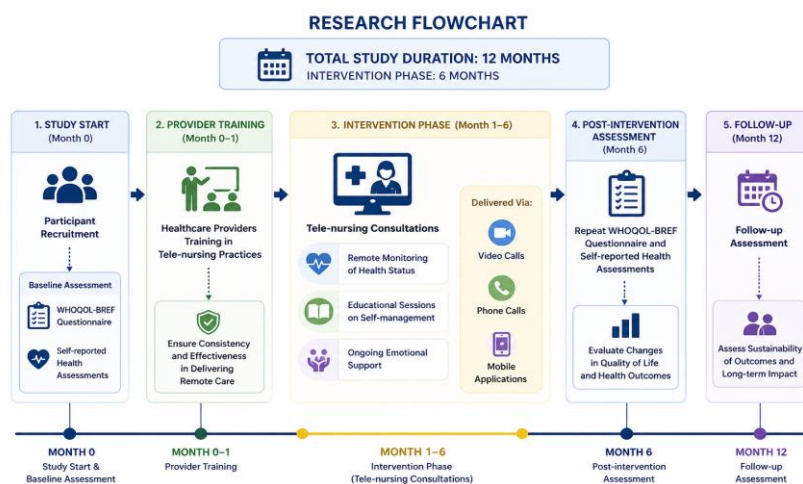 RESEARCH FLOWCHART
TOTAL STUDY DURATION: 12 MONTHS
INTERVENTION PHASE: 6 MONTHS
1. STUDY START
(Month 0)
Participant
Recruitment
Baseline Assessment
WHOQOL-BREF
Questionnaire
Self-reported
Health
Assessments
2. PROVIDER TRAINING
(Month 0–1)
Healthcare Providers
Training in
Tele-nursing Practices
Ensure Consistency
and Effectiveness
in Delivering
Remote Care
3. INTERVENTION PHASE (Month 1–6)
Tele-nursing Consultations
Remote Monitoring
of Health Status
Educational Sessions
on Self-management
Ongoing Emotional
Support
Delivered Via:
Video Calls
Phone Calls
Mobile
Applications
4. POST-INTERVENTION
ASSESSMENT
(Month 6)
Repeat WHOQOL-BREF
Questionnaire and
Self-reported Health
Assessments
Evaluate Changes
in Quality of Life
and Health Outcomes
5. FOLLOW-UP
(Month 12)
Follow-up
Assessment
Assess Sustainability
of Outcomes and
Long-term Impact
MONTH 0
Study Start &
Baseline Assessment
MONTH 0–1
Provider Training
MONTH 1–6
Intervention Phase
(Tele-nursing Consultations)
MONTH 6
Post-intervention
Assessment
MONTH 12
Follow-up
Assessment